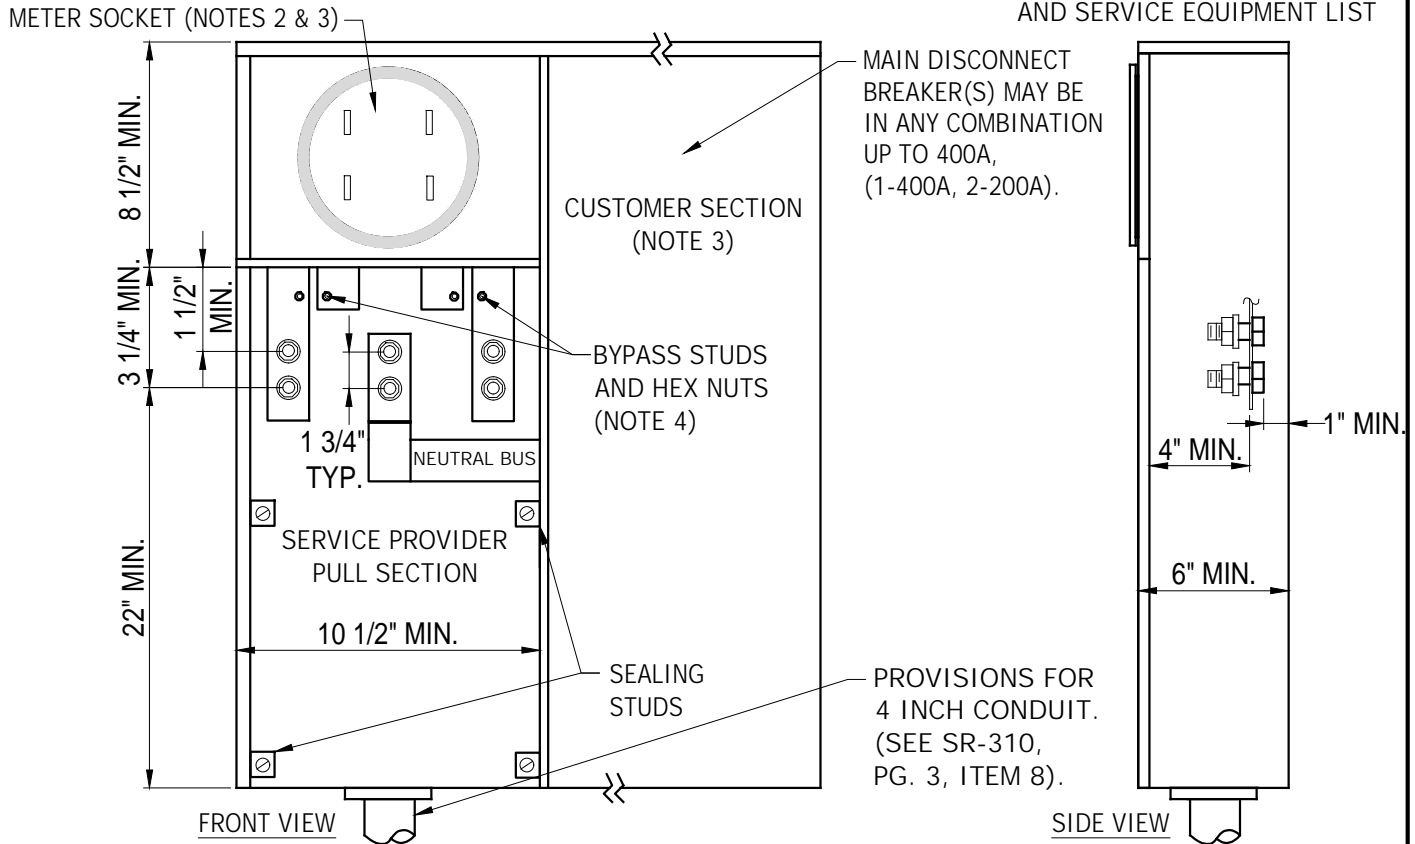 METER SOCKET (NOTES 2 & 3)
AND SERVICE EQUIPMENT LIST
MAIN DISCONNECT
BREAKER(S) MAY BE
IN ANY COMBINATION
UP TO 400A,
(1-400A, 2-200A).
8 1/2" MIN.
CUSTOMER SECTION
(NOTE 3)
3 1/4" MIN.
1 1/2"
MIN.
BYPASS STUDS
AND HEX NUTS
(NOTE 4)
1 3/4"
TYP.
NEUTRAL BUS
1" MIN.
4" MIN.
SERVICE PROVIDER
PULL SECTION
22" MIN.
6" MIN.
10 1/2" MIN.
SEALING
STUDS
PROVISIONS FOR
4 INCH CONDUIT.
(SEE SR-310,
PG. 3, ITEM 8).
FRONT VIEW
SIDE VIEW